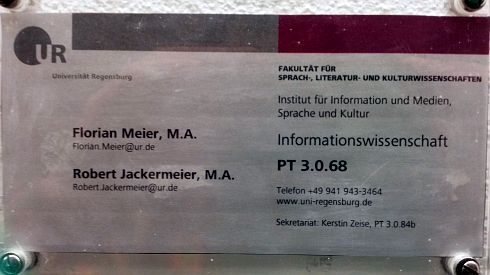 UR
Universität Regensburg
FAKULTÄT FÜR
SPRACH-, LITERATUR- UND KULTURWISSENSCHAFTEN
Institut für Information und Medien,
Sprache und Kultur
Florian Meier, M.A.
Florian.Meier@ur.de
Robert Jackermeier, M.A.
Robert.Jackermeier@ur.de
Informationswissenschaft
PT 3.0.68
Telefon +49 941 943-3464
www.uni-regensburg.de
Sekretariat: Kerstin Zeise, PT 3.0.84b